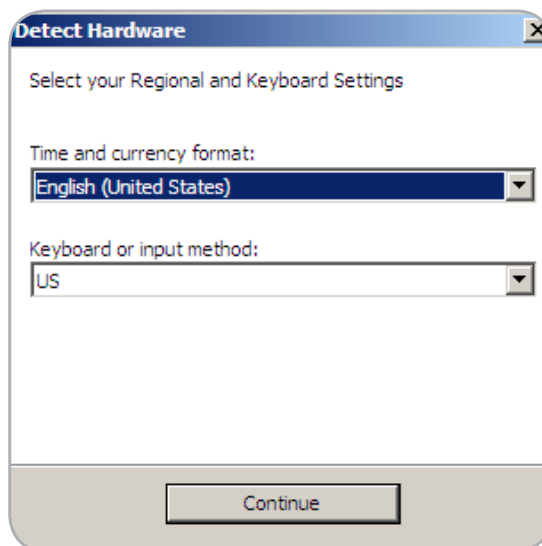 Detect Hardware
Select your Regional and Keyboard Settings
Time and currency format:
English (United States)
Keyboard or input method:
US
Continue